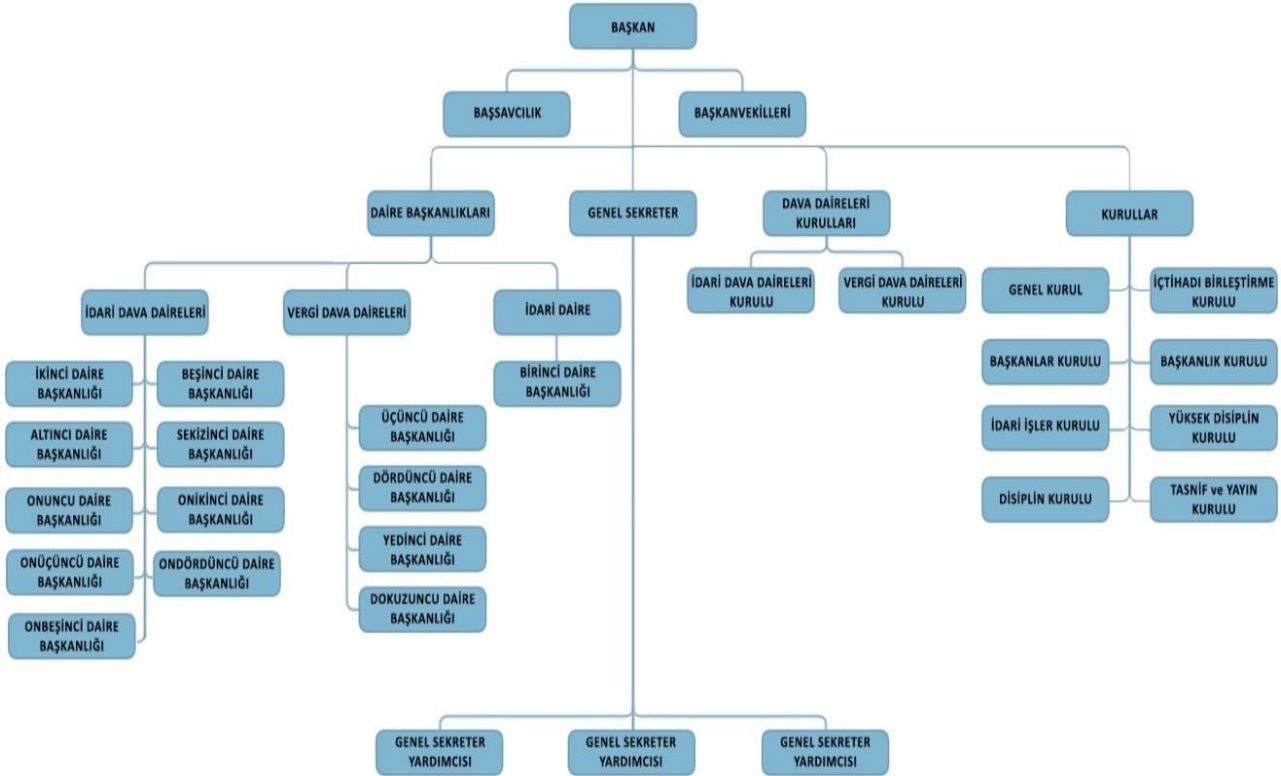 BAŞKAN
BAŞSAVCILIK
BAŞKANVEKİLLERİ
DAİRE BAŞKANLIKLARI
GENEL SEKRETER
DAVA DAİRELERİ
KURULLARI
KURULLAR
İDARİ DAVA DAİRELERİ
VERGİ DAVA DAİRELERİ
İDARİ DAİRE
İDARİ DAVA DAİRELERİ
KURULU
VERGİ DAVA DAİRELERİ
KURULU
GENEL KURUL
İÇTİHADI BİRLEŞTİRME
KURULU
İKİNCİ DAİRE
BAŞKANLIĞI
BEŞİNCİ DAİRE
BAŞKANLIĞI
BİRİNCİ DAİRE
BAŞKANLIĞI
BAŞKANLAR KURULU
BAŞKANLIK KURULU
ALTINCI DAİRE
BAŞKANLIĞI
SEKİZİNCİ DAİRE
BAŞKANLIĞI
ÜÇÜNCÜ DAİRE
BAŞKANLIĞI
İDARİ İŞLER KURULU
YÜKSEK DİSİPLİN
KURULU
ONUNCU DAİRE
BAŞKANLIĞI
ONİKİNCİ DAİRE
BAŞKANLIĞI
DÖRDÜNCÜ DAİRE
BAŞKANLIĞI
DISİPLİN KURULU
TASNİF ve YAYIN
KURULU
ONÜÇÜNCÜ DAİRE
BAŞKANLIĞI
ONDÖRDÜNCÜ DAİRE
BAŞKANLIĞI
YEDİNCİ DAİRE
BAŞKANLIĞI
ONBEŞİNCİ DAİRE
BAŞKANLIĞI
DOKUZUNCU DAİRE
BAŞKANLIĞI
GENEL SEKRETER
YARDIMCISI
GENEL SEKRETER
YARDIMCISI
GENEL SEKRETER
YARDIMCISI